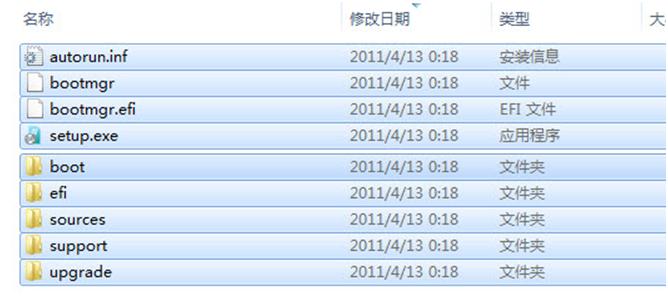 名称 修改日期 类型 大
autorun.inf 2011/4/13 0:18 安装信息
bootmgr 2011/4/13 0:18 文件
bootmgr.efi 2011/4/13 0:18 EFI 文件
setup.exe 2011/4/13 0:18 应用程序
boot 2011/4/13 0:18 文件夹
efi 2011/4/13 0:18 文件夹
sources 2011/4/13 0:18 文件夹
support 2011/4/13 0:18 文件夹
upgrade 2011/4/13 0:18 文件夹